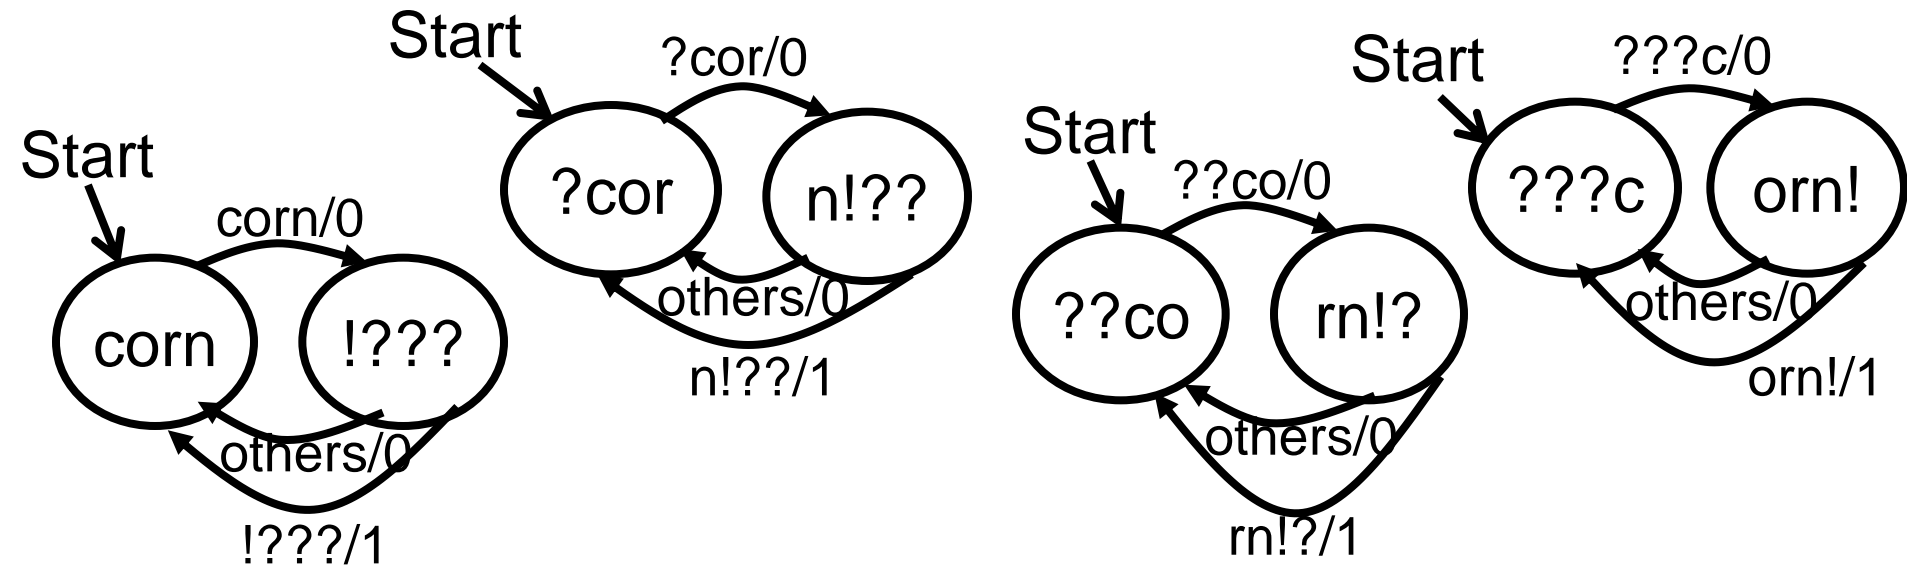 Start
corn/0
corn
!???
others/0
!???/1
Start
?cor/0
?cor
n!??
others/0
n!??/1
Start
??co/0
??co
rn!?
others/0
rn!?/1
Start
???c/0
???c
orn!
others/0
orn!/1